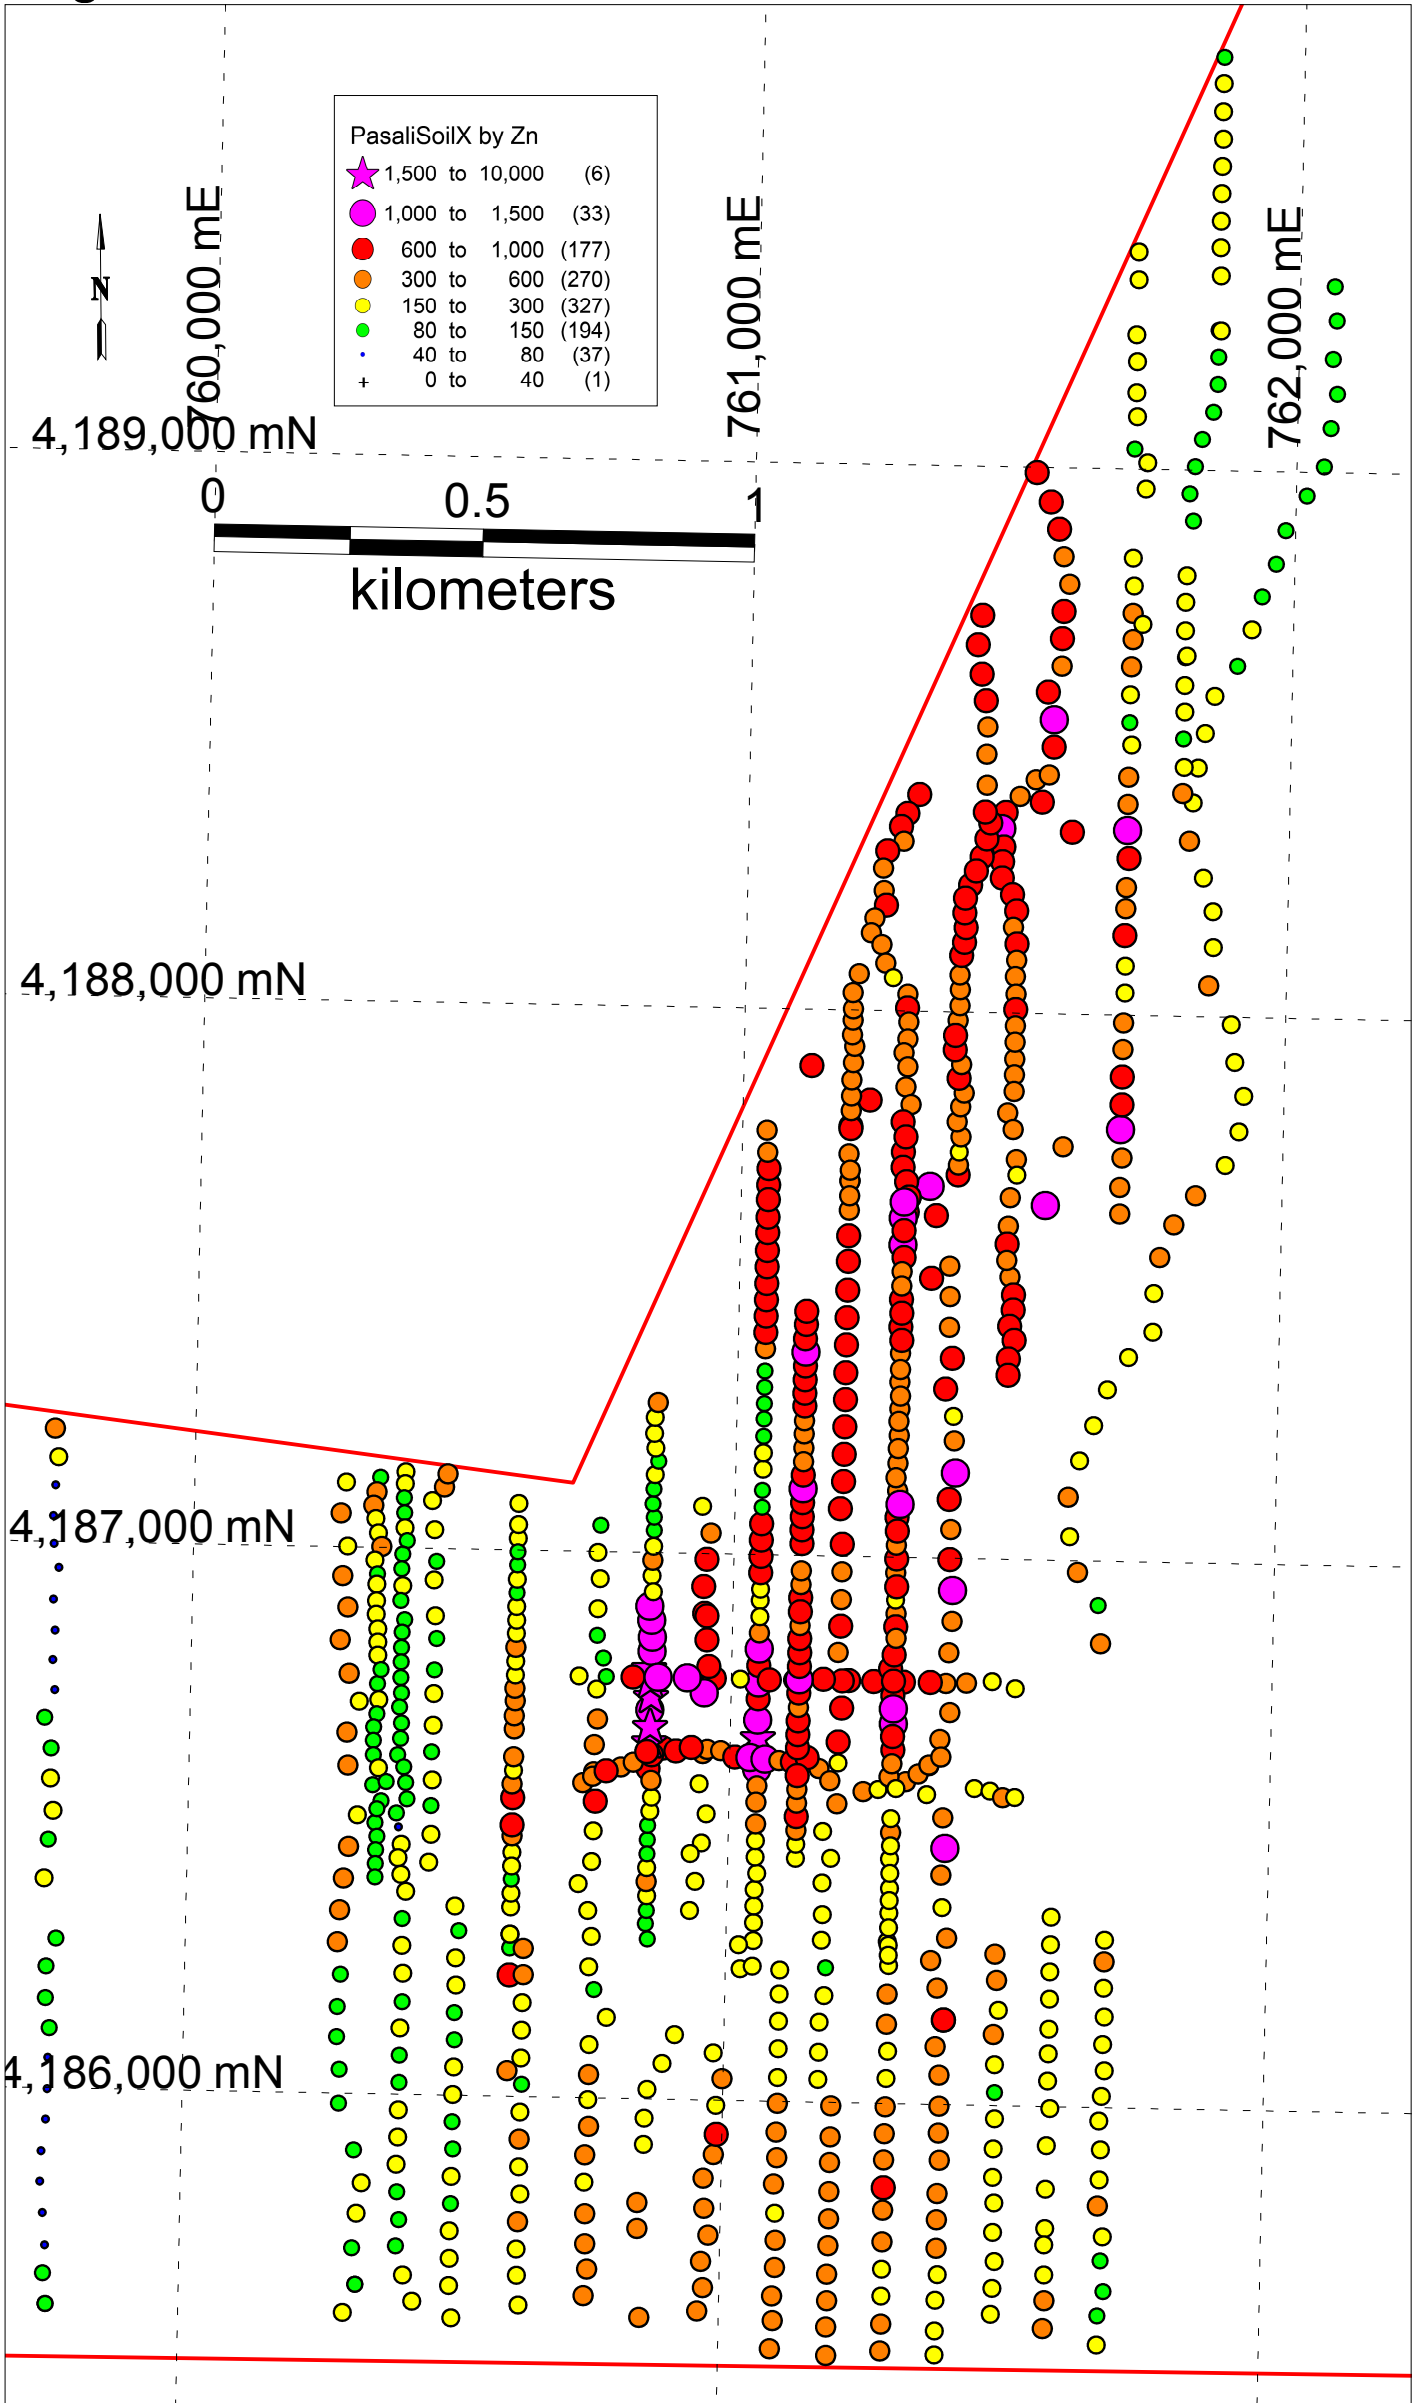 PasaliSoilX by Zn
1,500 to 10,000 (6)
1,000 to 1,500 (33)
600 to 1,000 (177)
300 to 600 (270)
150 to 300 (327)
80 to 150 (194)
40 to 80 (37)
0 to 40 (1)
N
760,000 mE
761,000 mE
762,000 mE
4,189,000 mN
0 0.5 1
kilometers
4,188,000 mN
4,187,000 mN
4,186,000 mN